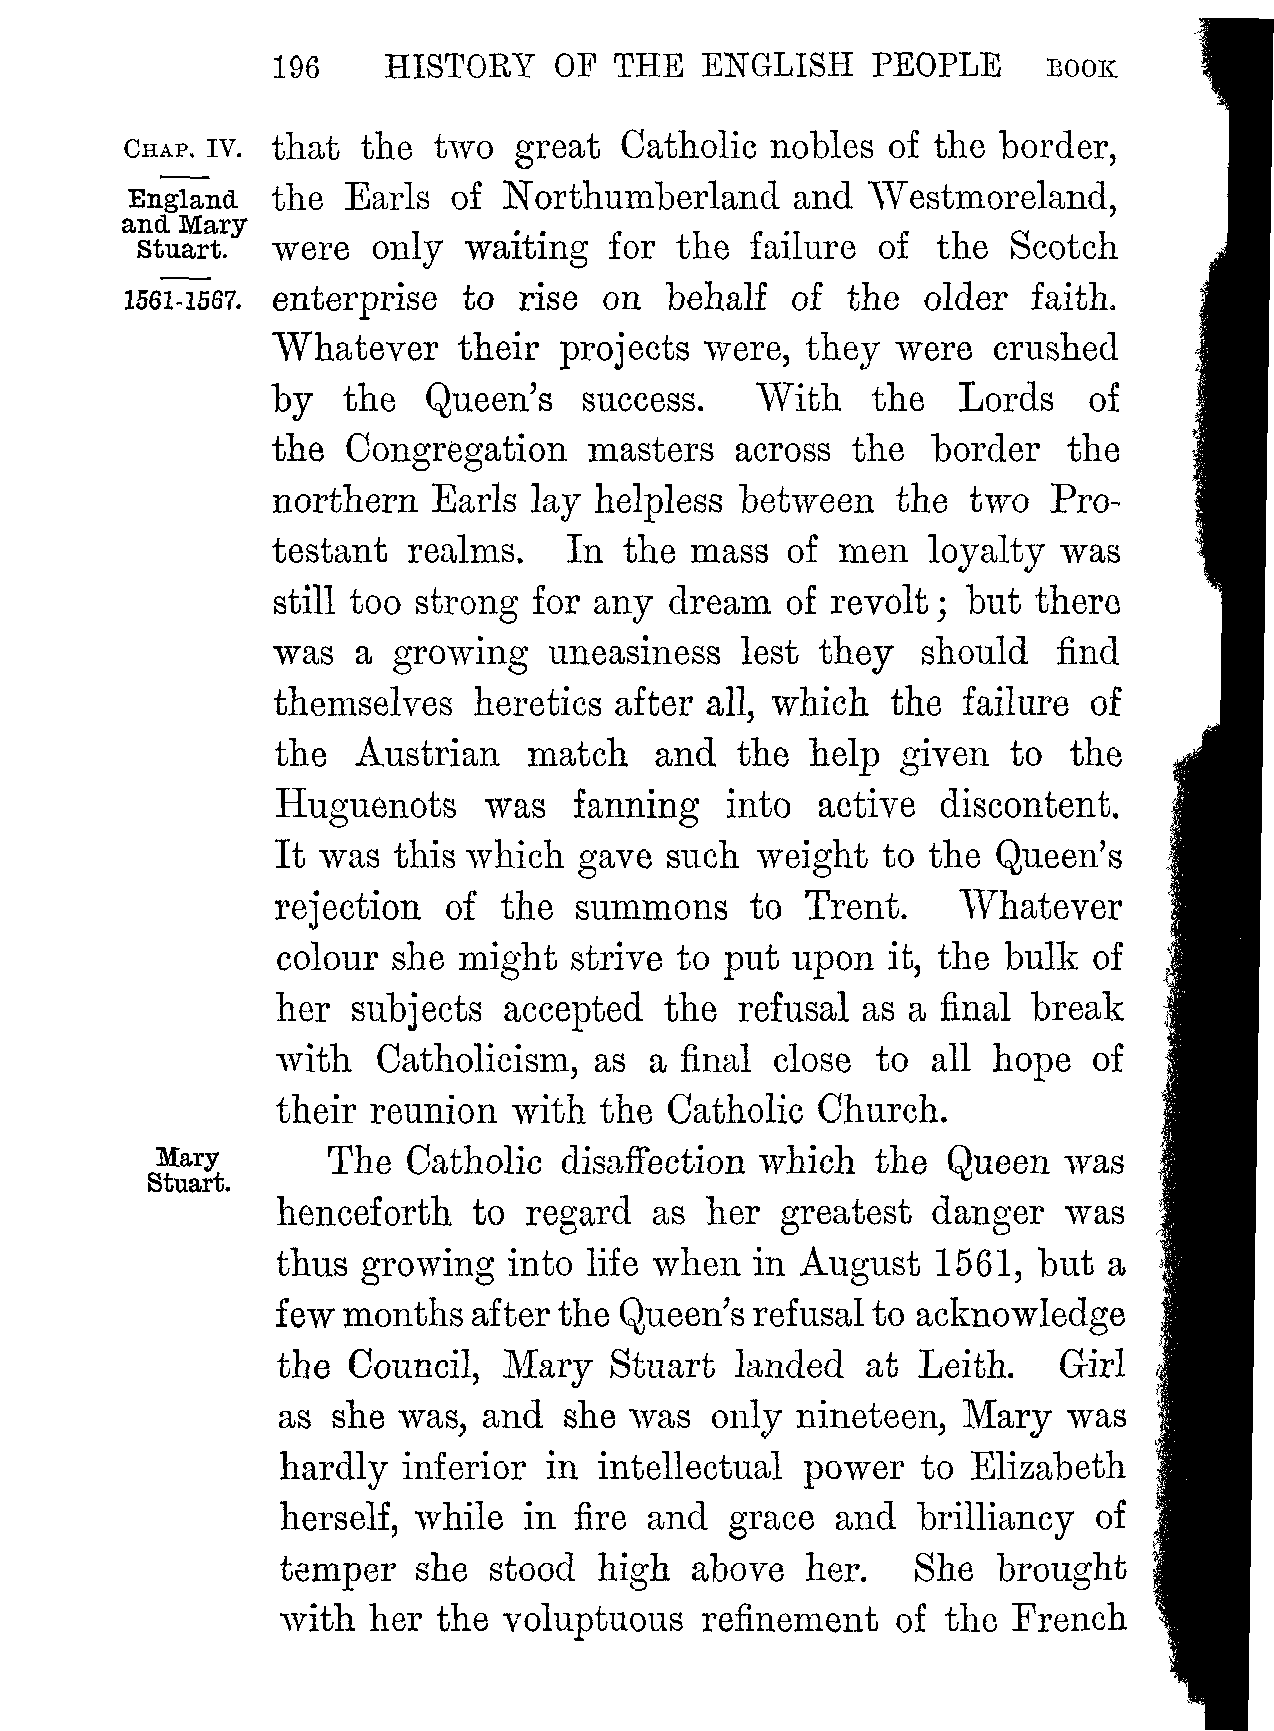 196 HISTORY OF THE ENGLISH PEOPLE BOOK
CHAP. IV.
England
and Mary
Stuart.
1561-1567.
that the two great Catholic nobles of the border,
the Earls of Northumberland and Westmoreland,
were only waiting for the failure of the Scotch
enterprise to rise on behalf of the older faith.
Whatever their projects were, they were crushed
by the Queen's success. With the Lords of
the Congregation masters across the border the
northern Earls lay helpless between the two Pro-
testant realms. In the mass of men loyalty was
still too strong for any dream of revolt; but there
was a growing uneasiness lest they should find
themselves heretics after all, which the failure of
the Austrian match and the help given to the
Huguenots was fanning into active discontent.
It was this which gave such weight to the Queen's
rejection of the summons to Trent. Whatever
colour she might strive to put upon it, the bulk of
her subjects accepted the refusal as a final break
with Catholicism, as a final close to all hope of
their reunion with the Catholic Church.
Mary
Stuart.
The Catholic disaffection which the Queen was
henceforth to regard as her greatest danger was
thus growing into life when in August 1561, but a
few months after the Queen's refusal to acknowledge
the Council, Mary Stuart landed at Leith. Girl
as she was, and she was only nineteen, Mary was
hardly inferior in intellectual power to Elizabeth
herself, while in fire and grace and brilliancy of
temper she stood high above her. She brought
with her the voluptuous refinement of the French